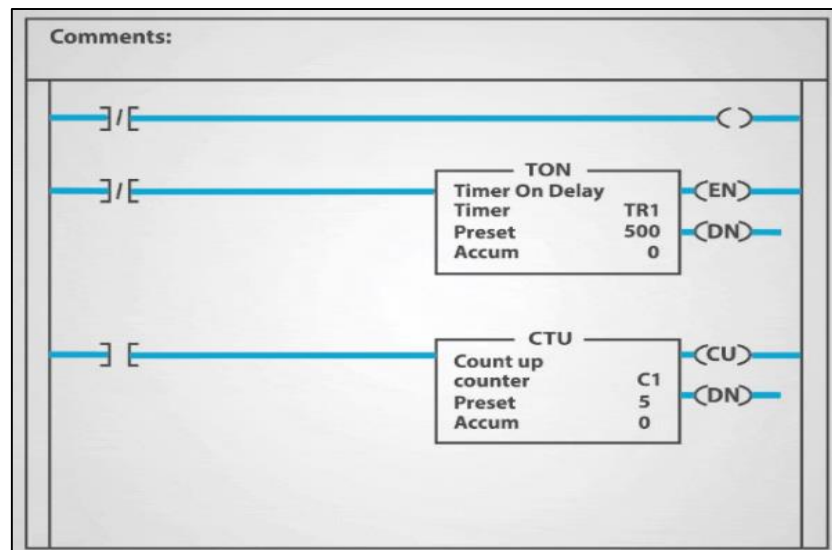 Comments:
TON
Timer On Delay
Timer TR1
Preset 500
Accum 0
EN
DN
CTU
Count up
counter C1
Preset 5
Accum 0
CU
DN